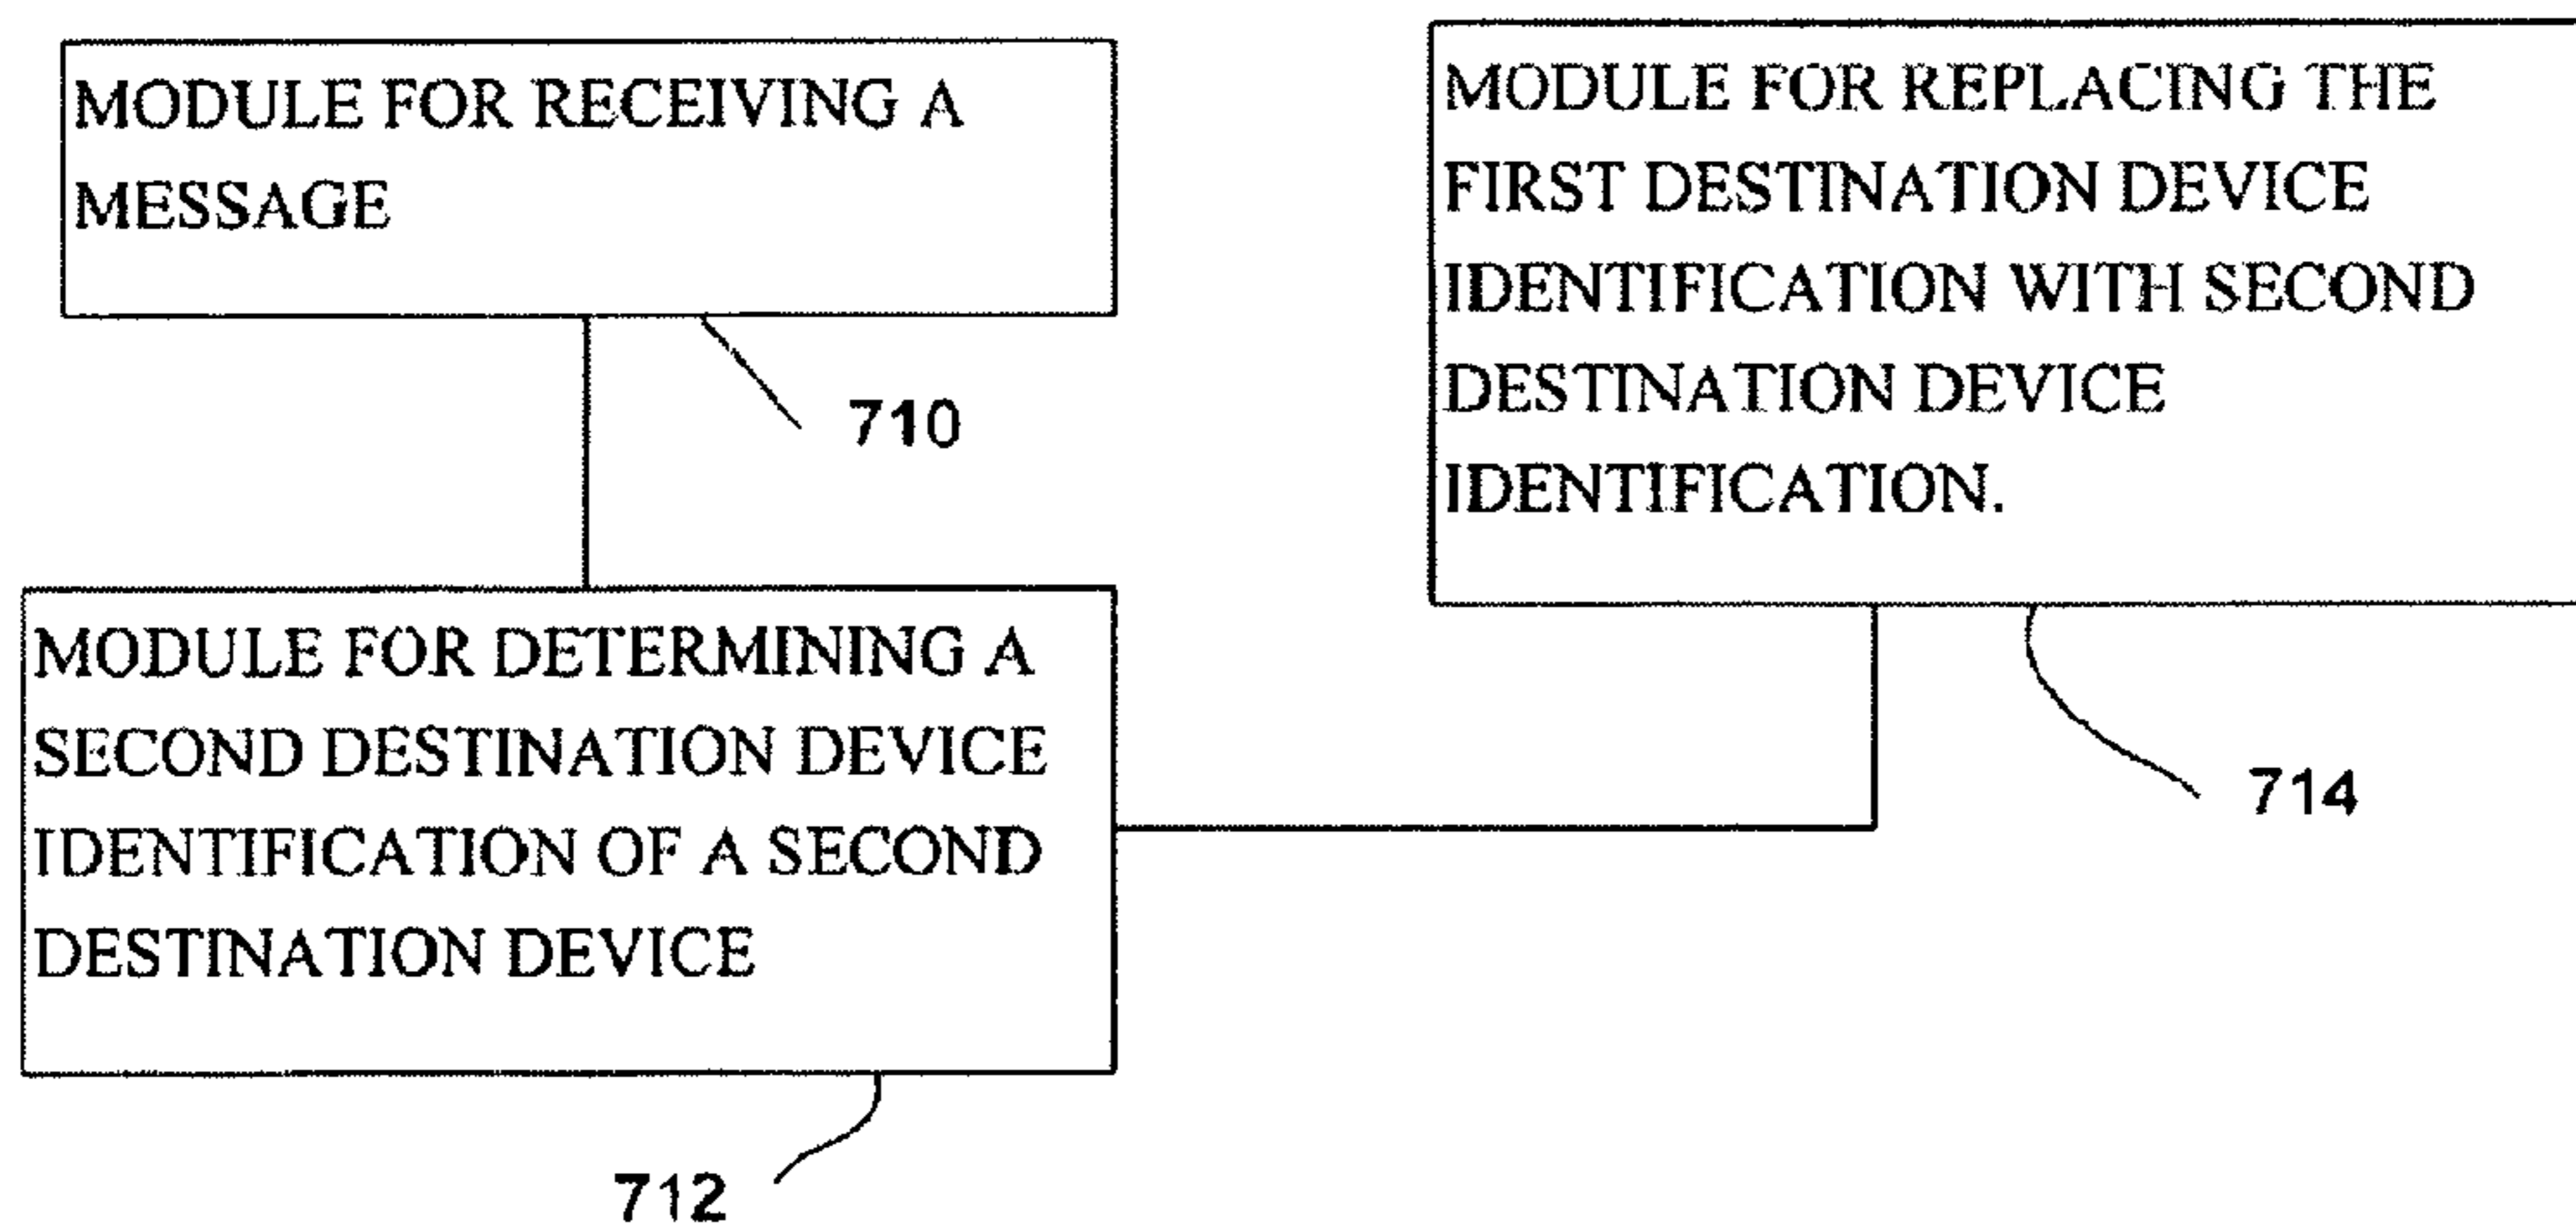 MODULE FOR RECEIVING A
MESSAGE
710
MODULE FOR DETERMINING A
SECOND DESTINATION DEVICE
IDENTIFICATION OF A SECOND
DESTINATION DEVICE
712
MODULE FOR REPLACING THE
FIRST DESTINATION DEVICE
IDENTIFICATION WITH SECOND
DESTINATION DEVICE
IDENTIFICATION.
714